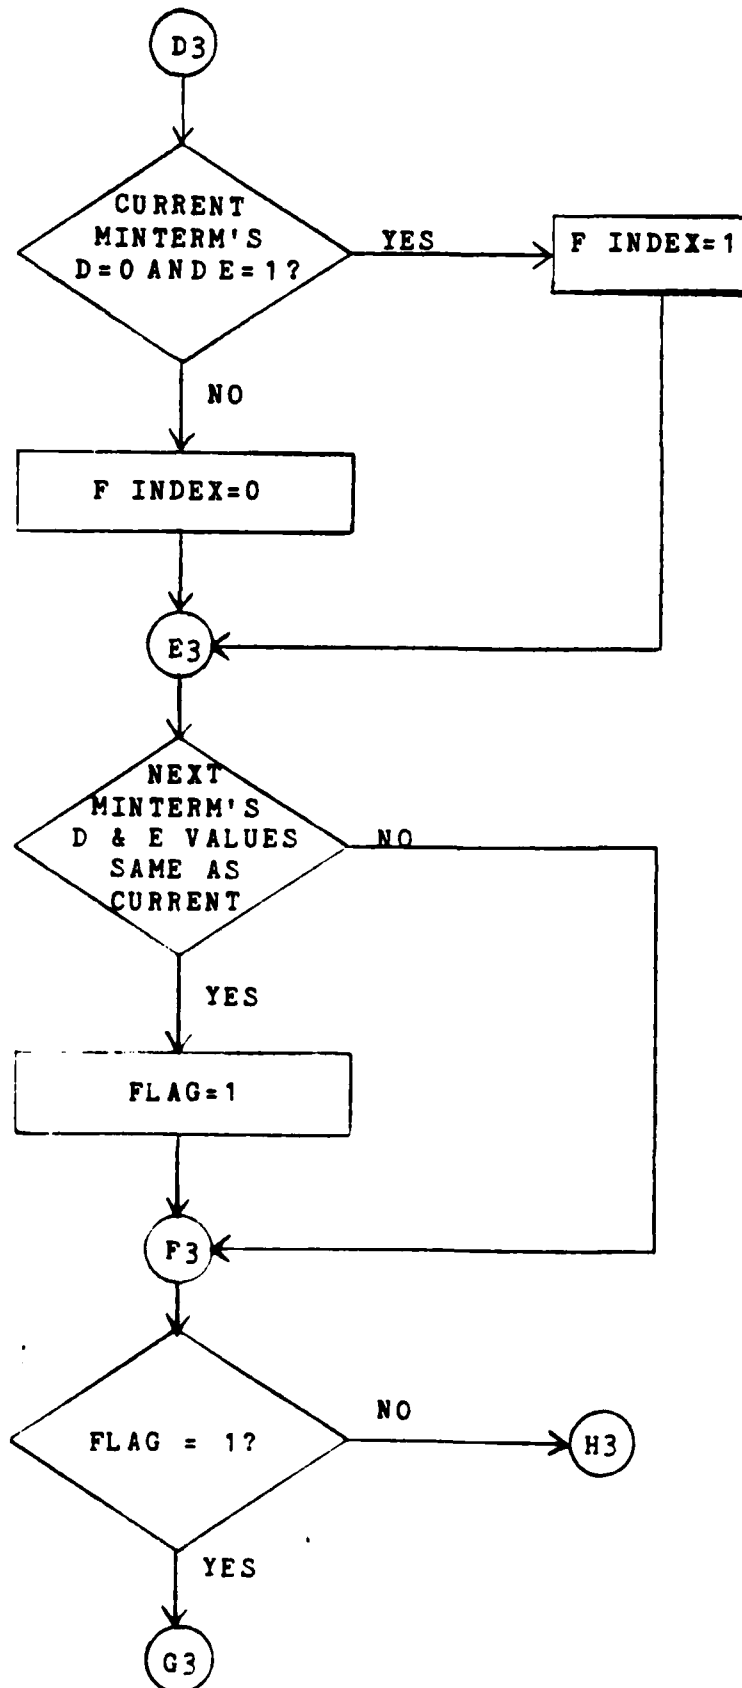 D3
CURRENT
MINTERM'S
D=0 AND E=1?
YES
F INDEX=1
NO
F INDEX=0
E3
NEXT
MINTERM'S
D & E VALUES
SAME AS
CURRENT
NO
YES
FLAG=1
F3
FLAG = 1?
NO
H3
YES
G3